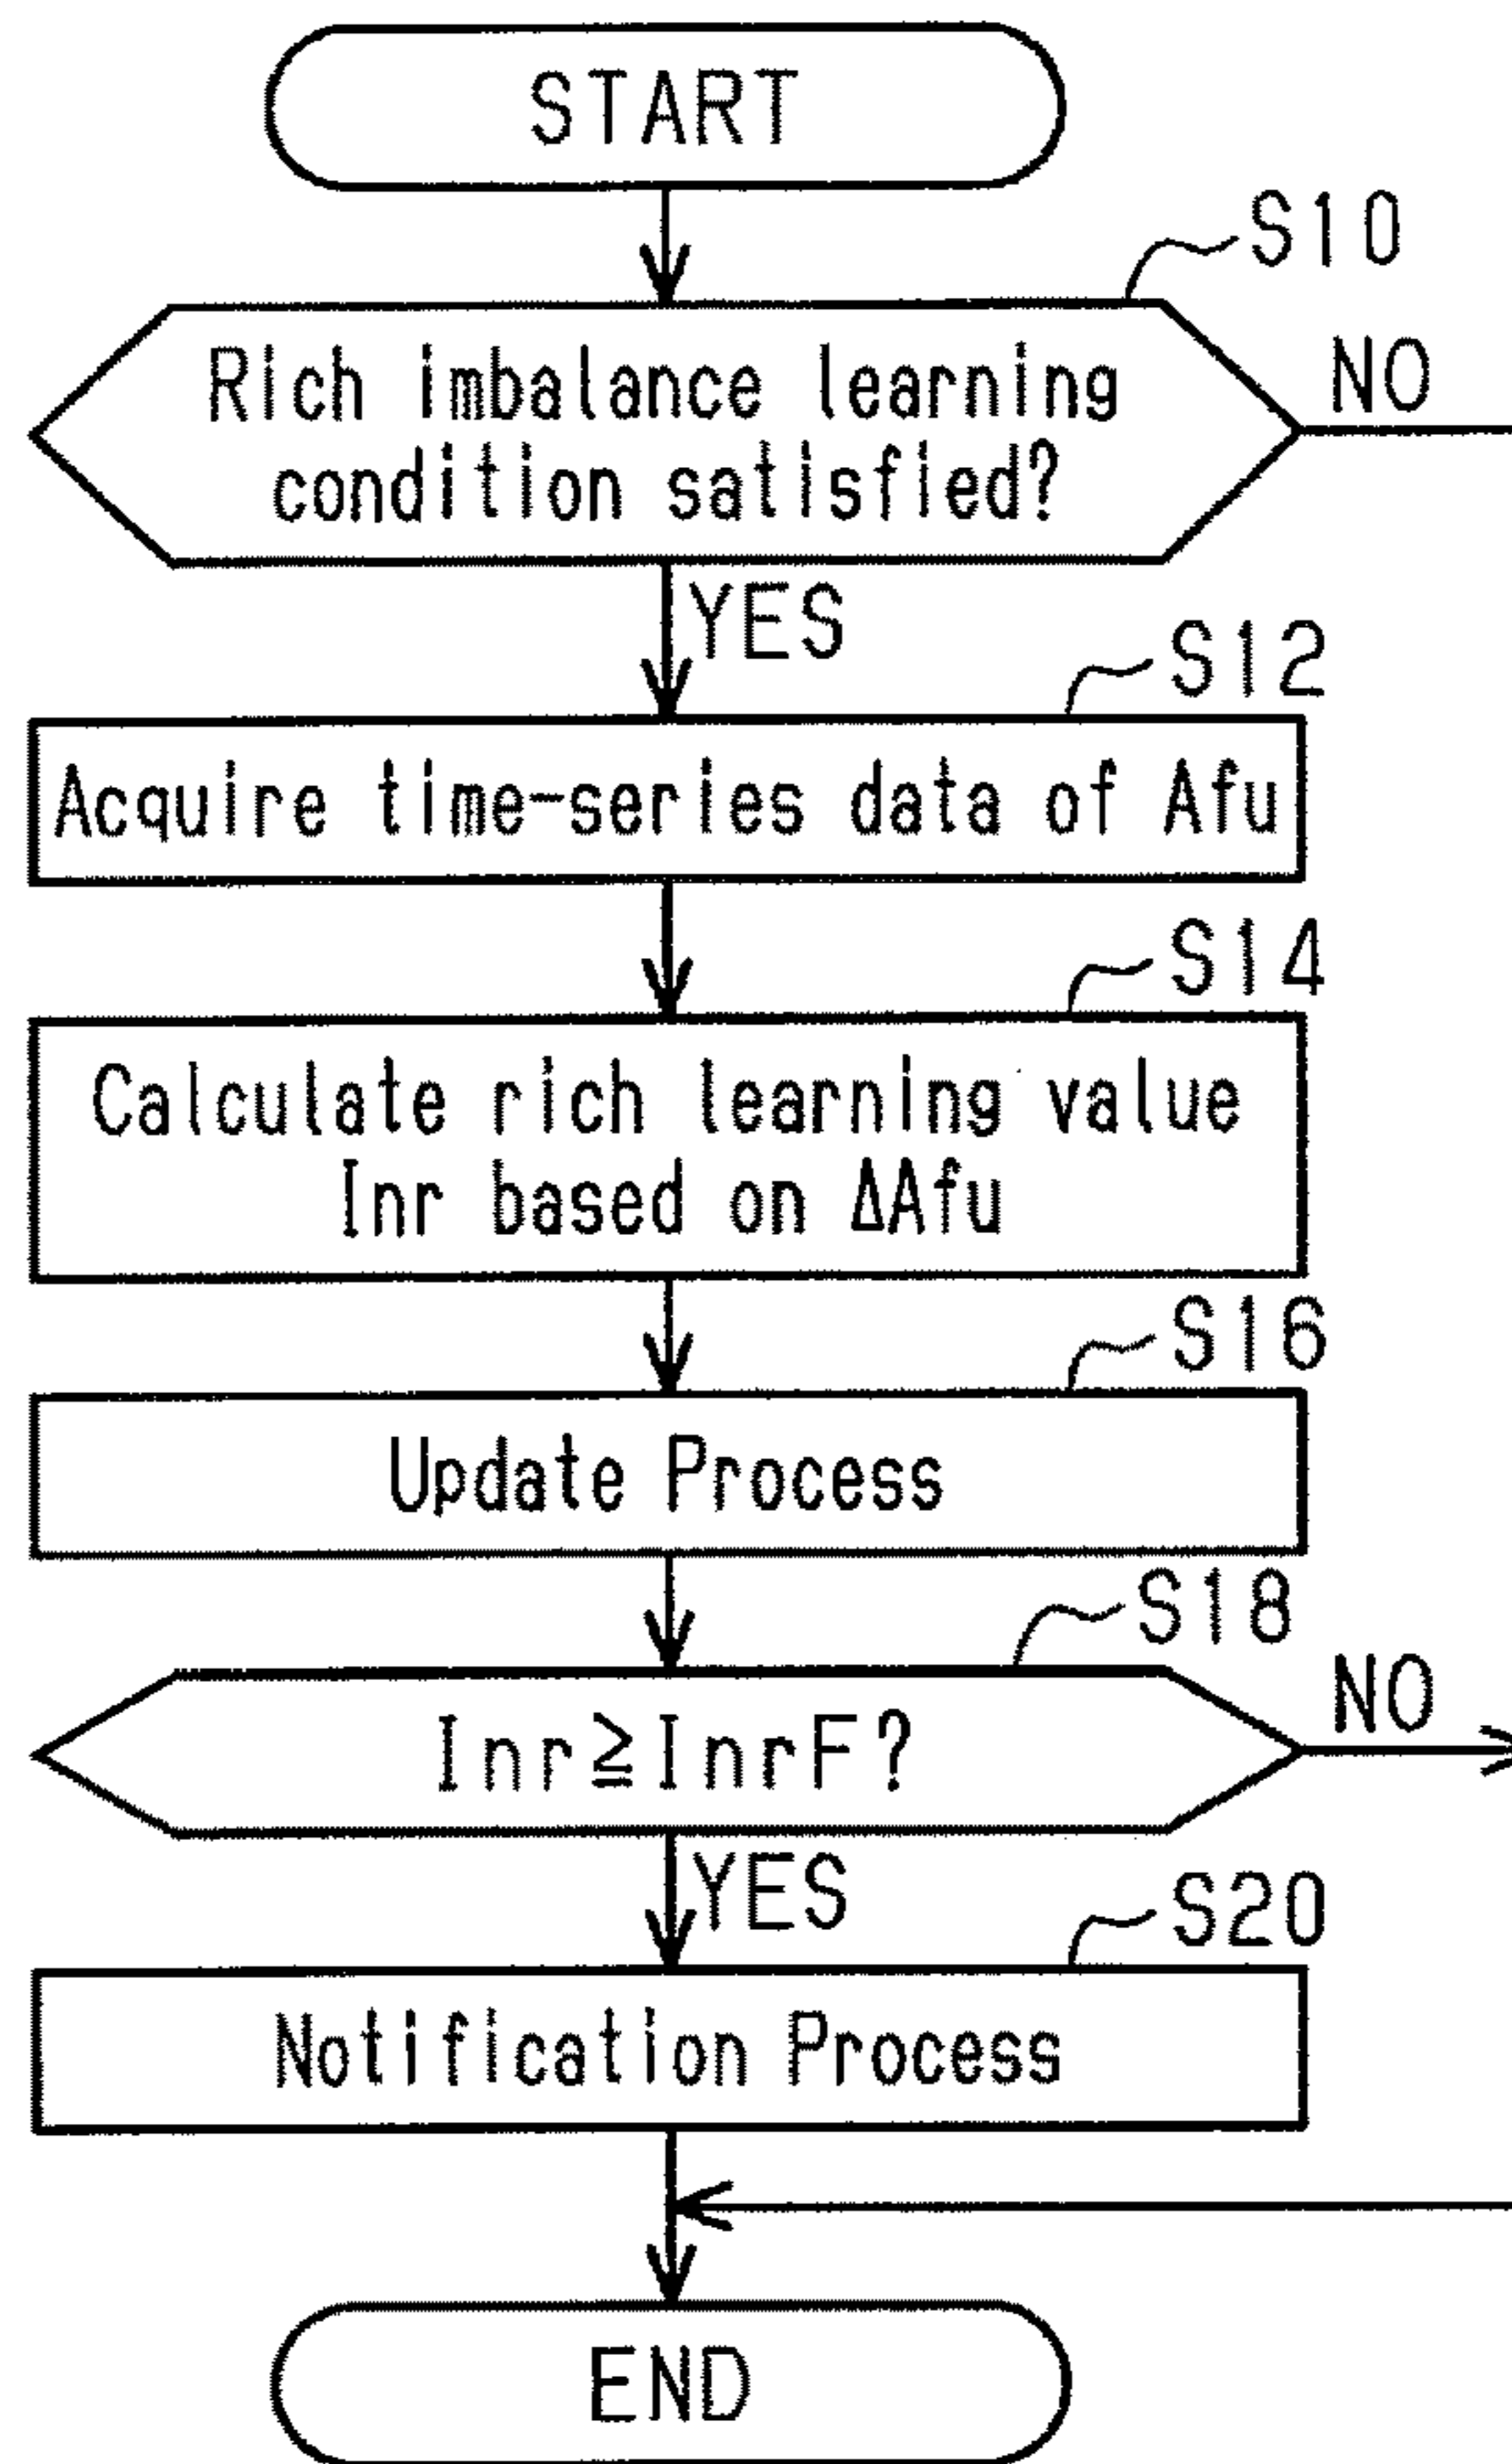 START
S10
Rich imbalance learning
condition satisfied?
NO
YES
S12
Acquire time-series data of Afu
S14
Calculate rich learning value
Inr based on ΔAfu
S16
Update Process
S18
Inr≧InrF?
NO
YES
S20
Notification Process
END